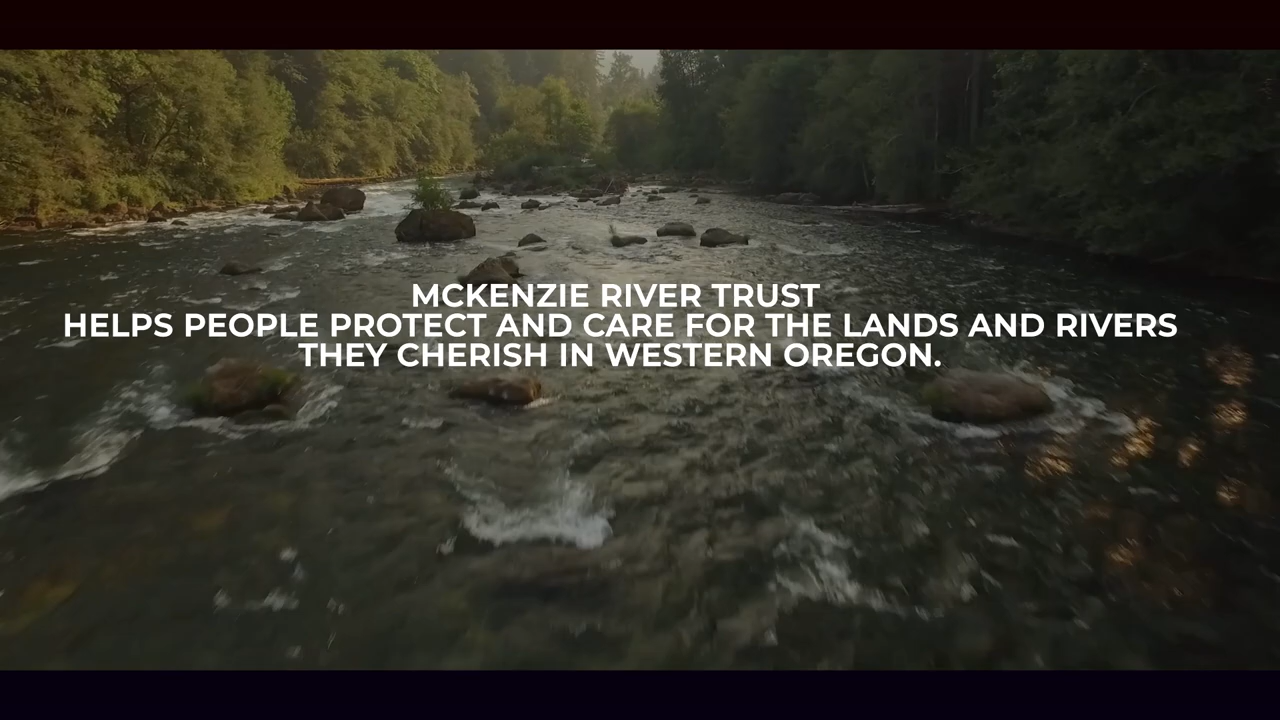 MCKENZIE RIVER TRUST
HELPS PEOPLE PROTECT AND CARE FOR THE LANDS AND RIVERS
THEY CHERISH IN WESTERN OREGON.